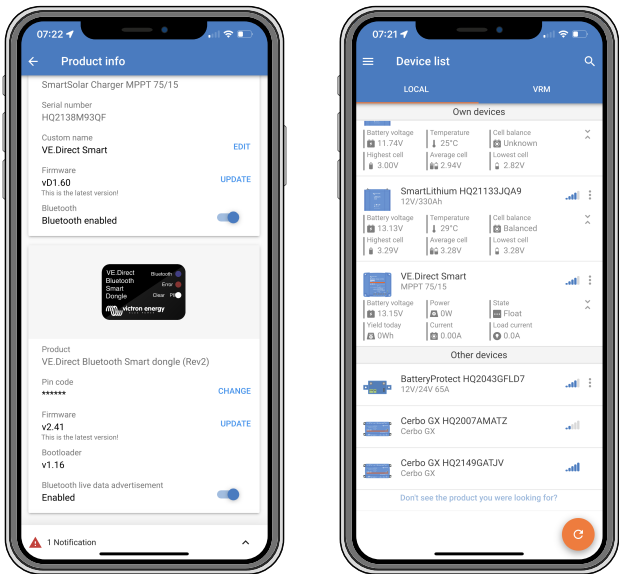 07:22
Product info
SmartSolar Charger MPPT 75/15
Serial number
HQ2138M93QF
Custom name
VE.Direct Smart
EDIT
Firmware
vD1.60
This is the latest version!
UPDATE
Bluetooth
Bluetooth enabled
VE.Direct
Bluetooth
Smart
Dongle
Bluetooth
Error
Clear PIN
victron energy
Product
VE.Direct Bluetooth Smart dongle (Rev2)
Pin code
******
CHANGE
Firmware
v2.41
This is the latest version!
UPDATE
Bootloader
v1.16
Bluetooth live data advertisement
Enabled
1 Notification
07:21
Device list
LOCAL VRM
Own devices
Battery voltage Temperature Cell balance
11.74V 25°C Unknown
Highest cell Average cell Lowest cell
3.00V 2.94V 2.82V
SmartLithium HQ21133JQA9
12V/330Ah
Battery voltage Temperature Cell balance
13.13V 29°C Balanced
Highest cell Average cell Lowest cell
3.29V 3.28V 3.28V
VE.Direct Smart
MPPT 75/15
Battery voltage Power State
13.15V 0W Float
Yield today Current Load current
0Wh 0.00A 0.0A
Other devices
BatteryProtect HQ2043GFLD7
12V/24V 65A
Cerbo GX HQ2007AMATZ
Cerbo GX
Cerbo GX HQ2149GATJV
Cerbo GX
Don't see the product you were looking for?